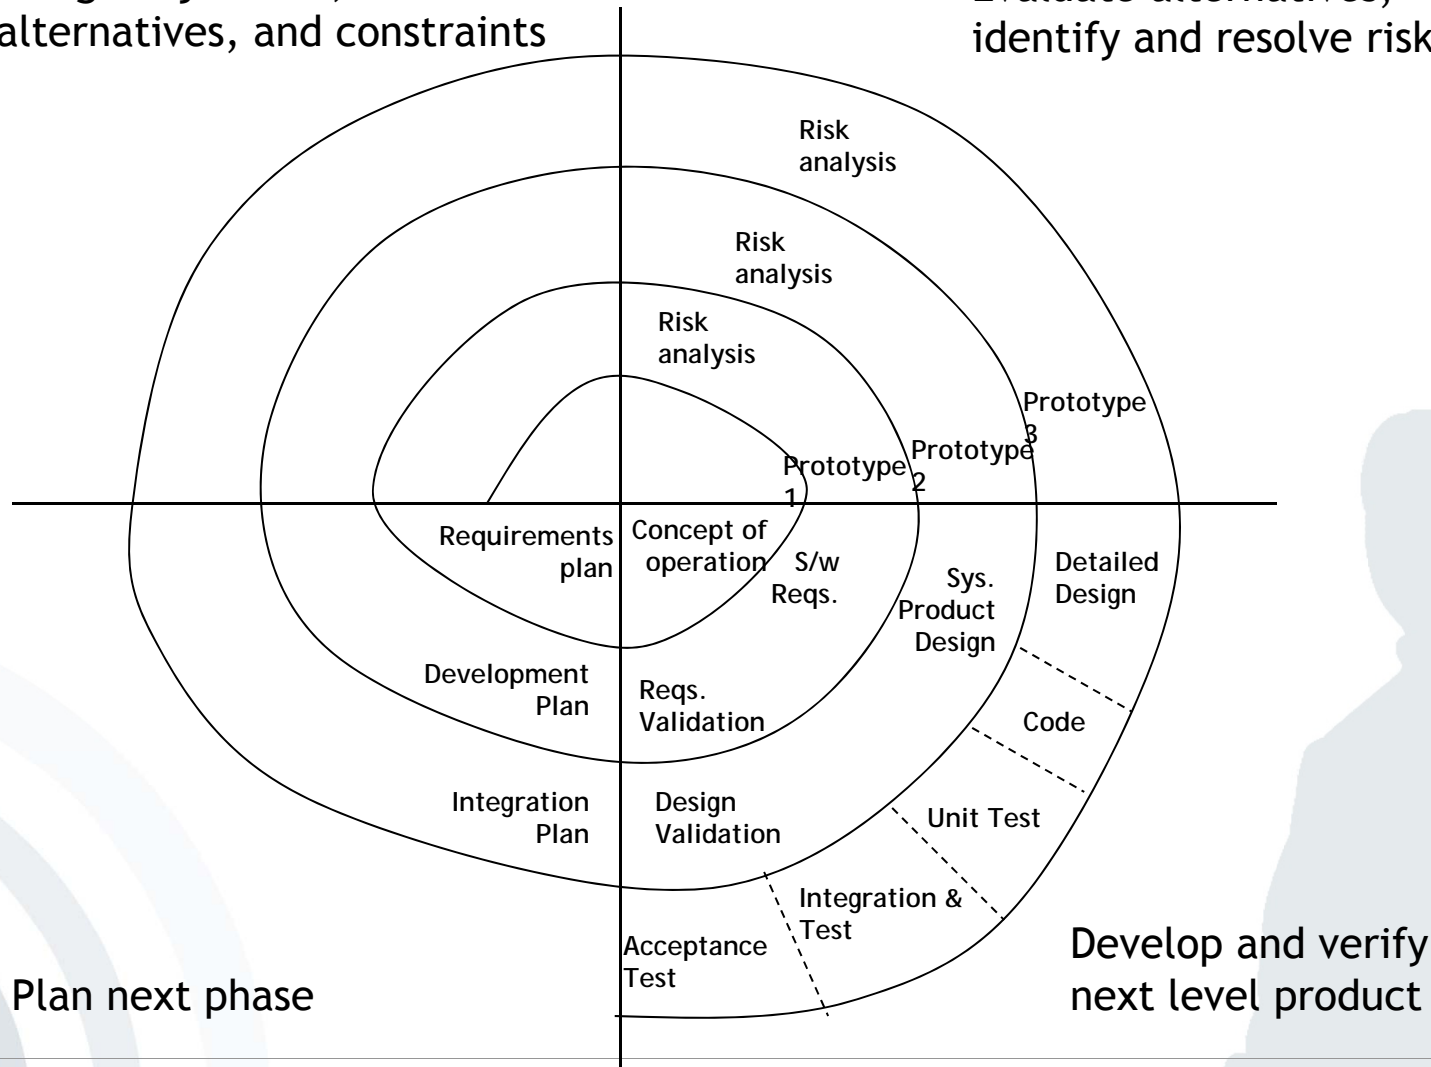 alternatives, and constraints
Evaluate alternatives,
identify and resolve risk
Risk
analysis
Risk
analysis
Risk
analysis
Prototype
3
Prototype
2
Prototype
1
Requirements
plan
Concept of
operation
S/w
Reqs.
Sys.
Product
Design
Detailed
Design
Development
Plan
Reqs.
Validation
Code
Integration
Plan
Design
Validation
Unit Test
Integration &
Test
Acceptance
Test
Develop and verify
next level product
Plan next phase